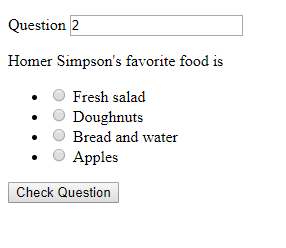 Question 2
Homer Simpson's favorite food is
Fresh salad
Doughnuts
Bread and water
Apples
Check Question